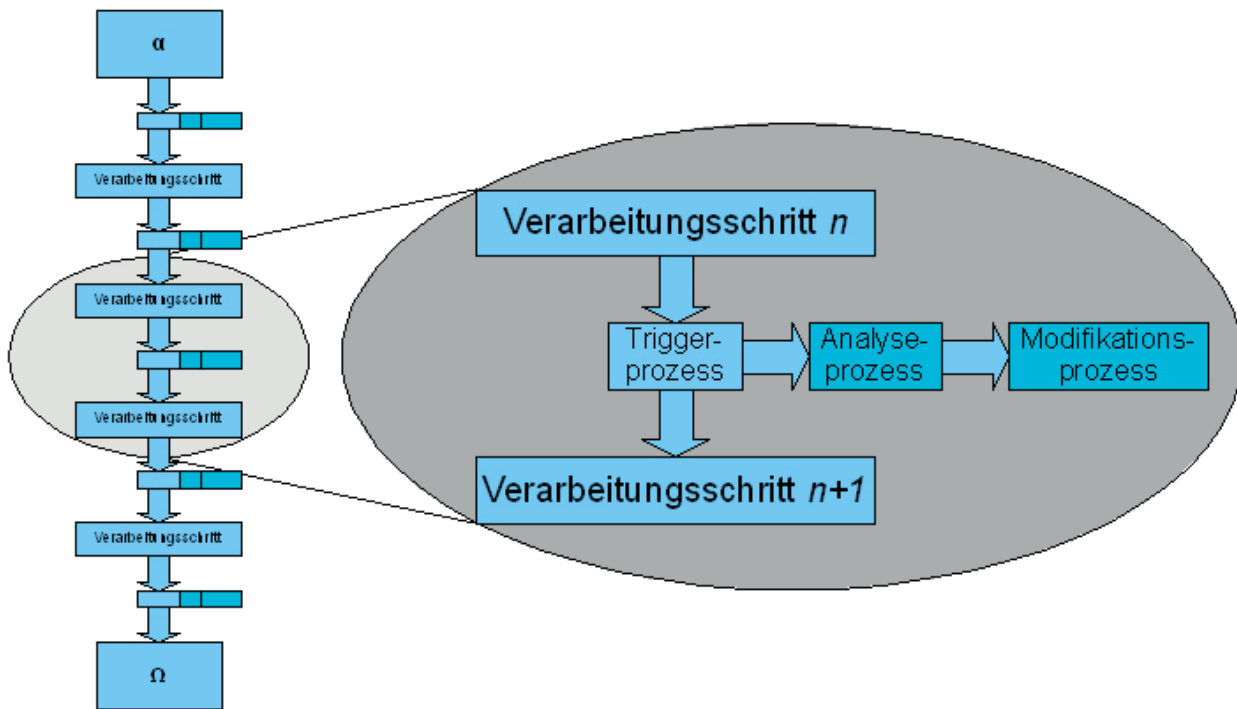 α
Verarbeitungsschritt
Verarbeitungsschritt
Verarbeitungsschritt
Verarbeitungsschritt
Ω
Verarbeitungsschritt n
Trigger-
prozess
Analyse-
prozess
Modifikations-
prozess
Verarbeitungsschritt n+1